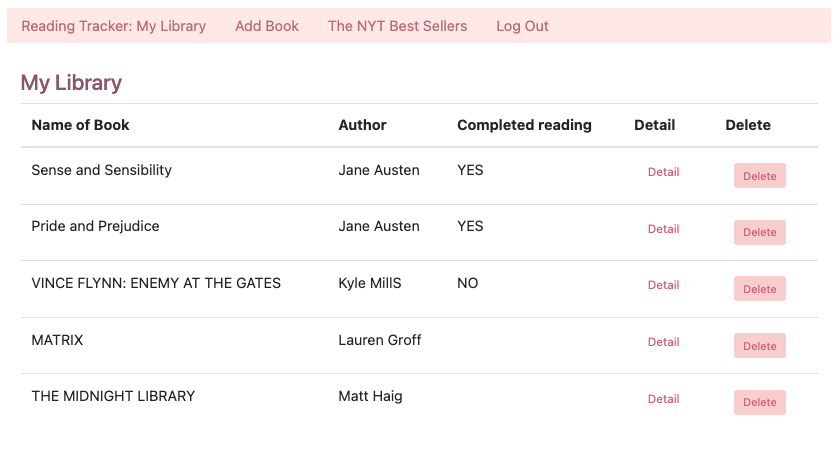 Reading Tracker: My Library Add Book The NYT Best Sellers Log Out
My Library
Name of Book Author Completed reading Detail Delete
Sense and Sensibility Jane Austen YES Detail Delete
Pride and Prejudice Jane Austen YES Detail Delete
VINCE FLYNN: ENEMY AT THE GATES Kyle MillS NO Detail Delete
MATRIX Lauren Groff Detail Delete
THE MIDNIGHT LIBRARY Matt Haig Detail Delete